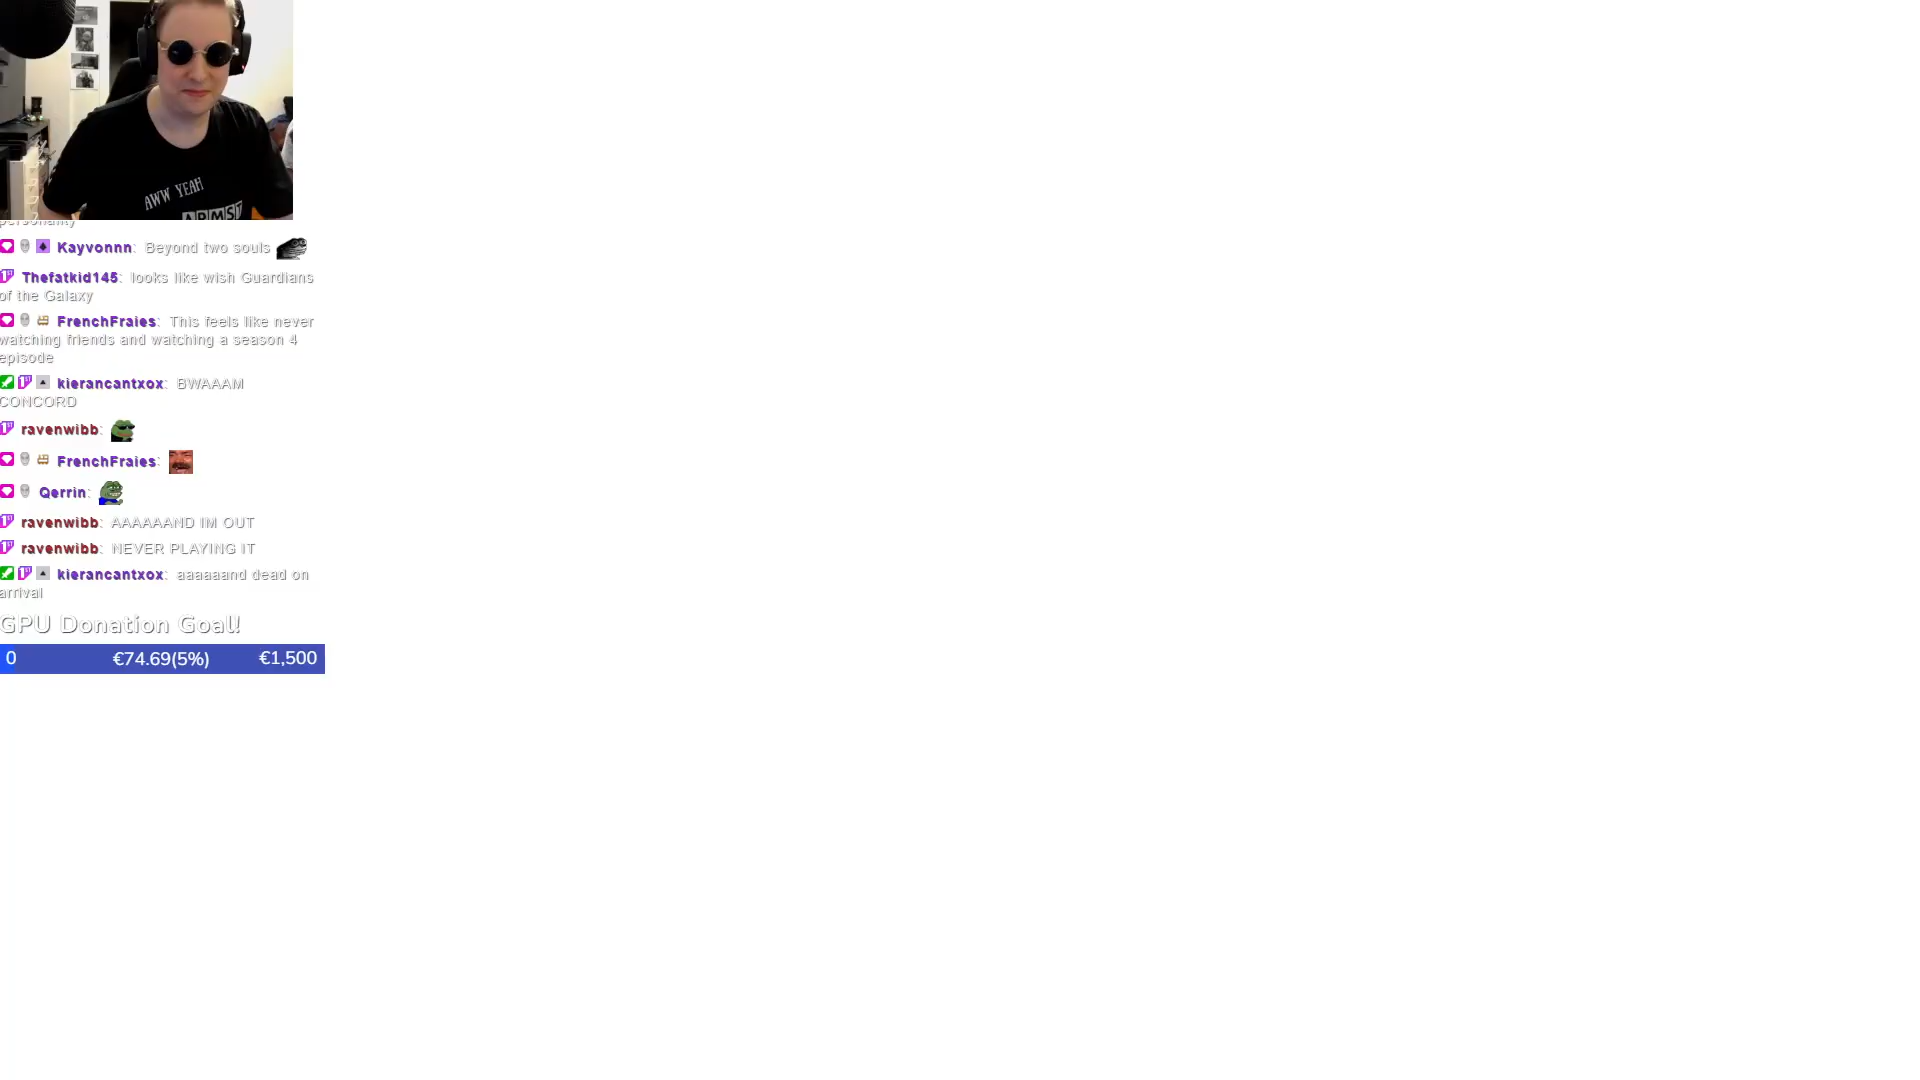 AWW YEAH
personality
Kayvonnn: Beyond two souls
Thefatkid145: looks like wish Guardians
of the Galaxy
FrenchFraies: This feels like never
watching friends and watching a season 4
episode
kierancantxox: BWAAAM
CONCORD
ravenwibb:
FrenchFraies:
Qerrin:
ravenwibb: AAAAAAND IM OUT
ravenwibb: NEVER PLAYING IT
kierancantxox: aaaaaand dead on
arrival
GPU Donation Goal!
0 €74.69(5%) €1,500